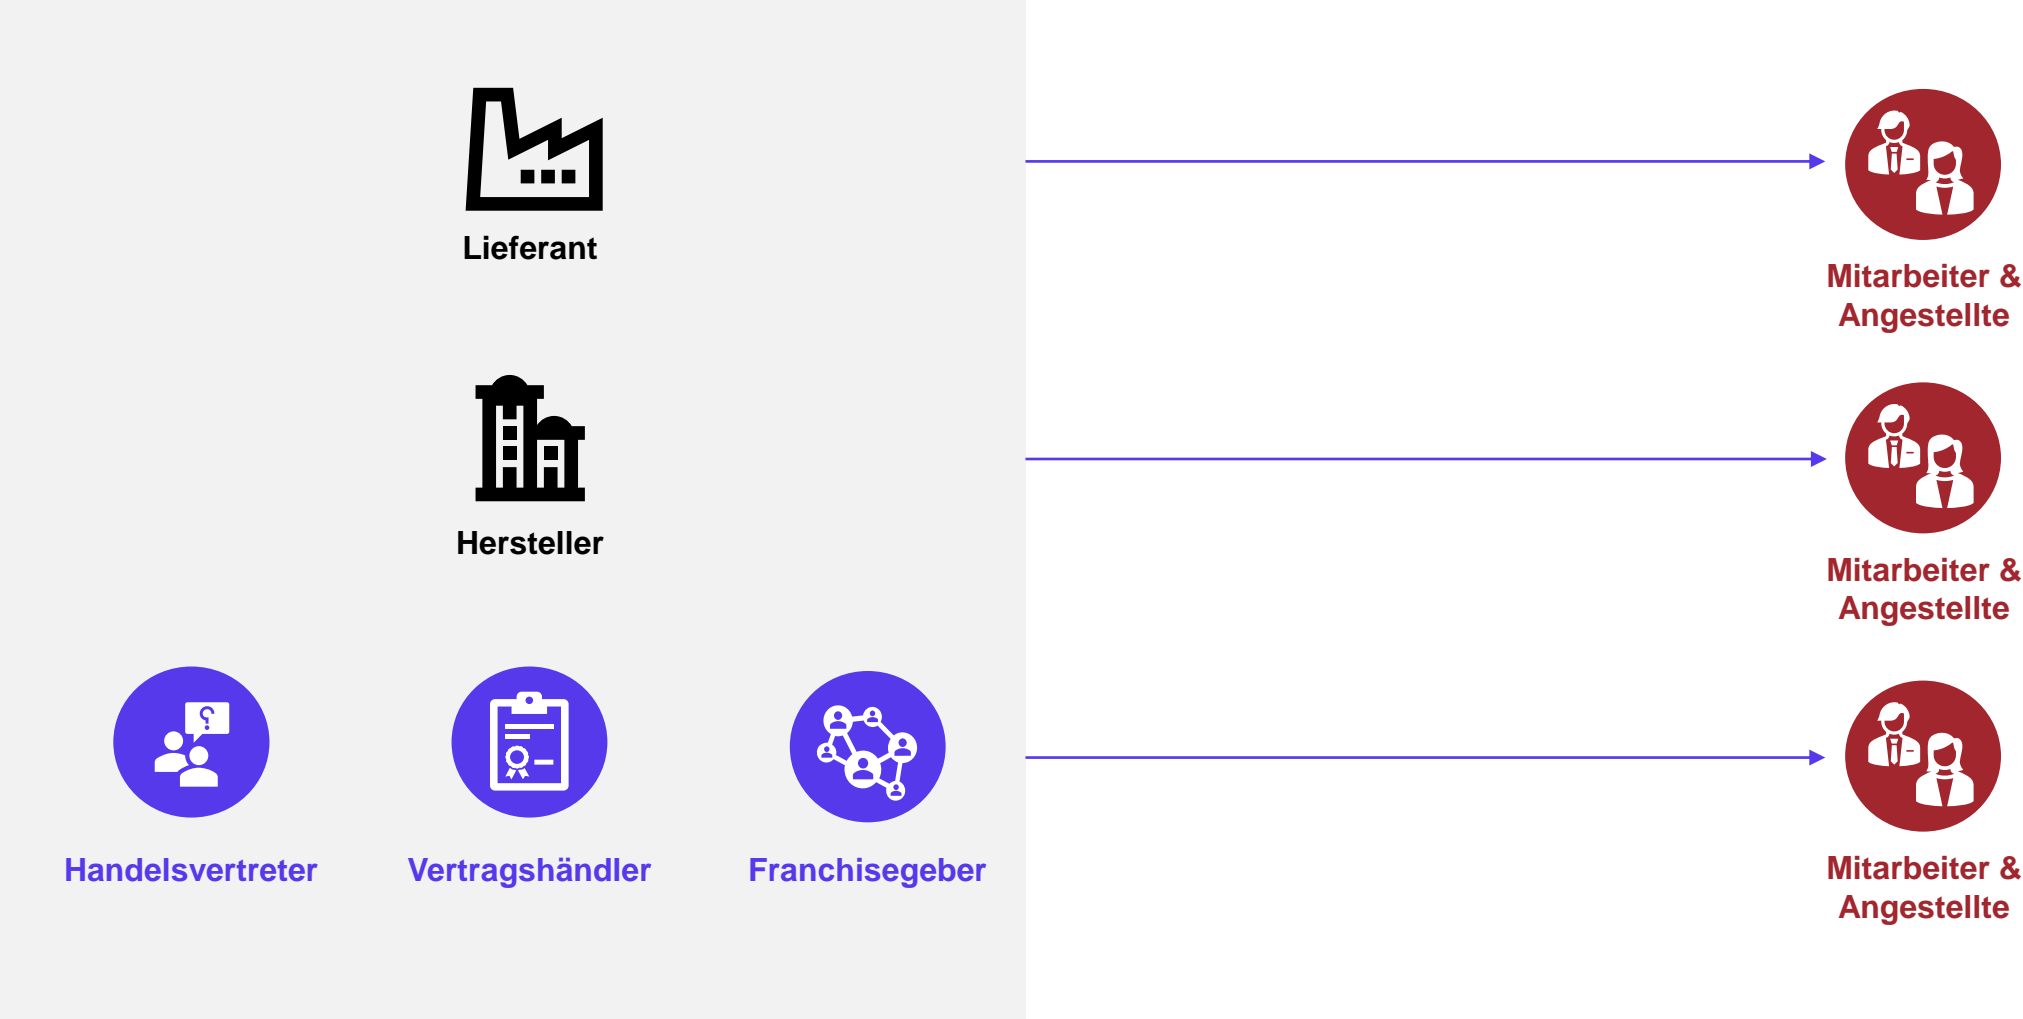 Lieferant
Mitarbeiter &
Angestellte
Hersteller
Mitarbeiter &
Angestellte
Handelsvertreter
Vertragshändler
Franchisegeber
Mitarbeiter &
Angestellte